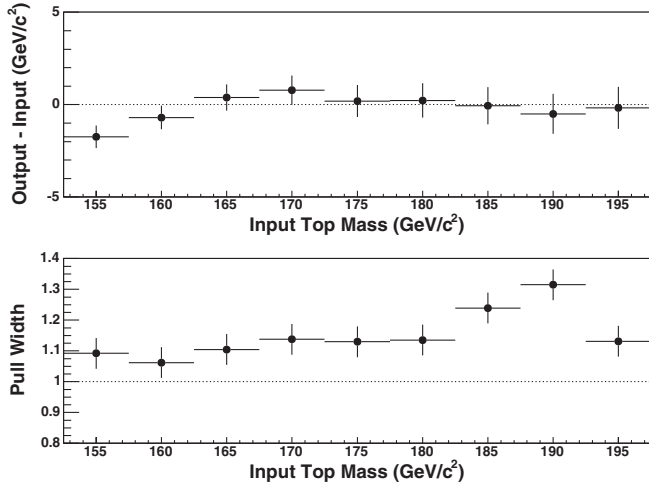 5
0
-5
Output - Input (GeV/c²)
155 160 165 170 175 180 185 190 195
Input Top Mass (GeV/c²)
1.4
1.3
1.2
1.1
1
0.9
0.8
Pull Width
155 160 165 170 175 180 185 190 195
Input Top Mass (GeV/c²)